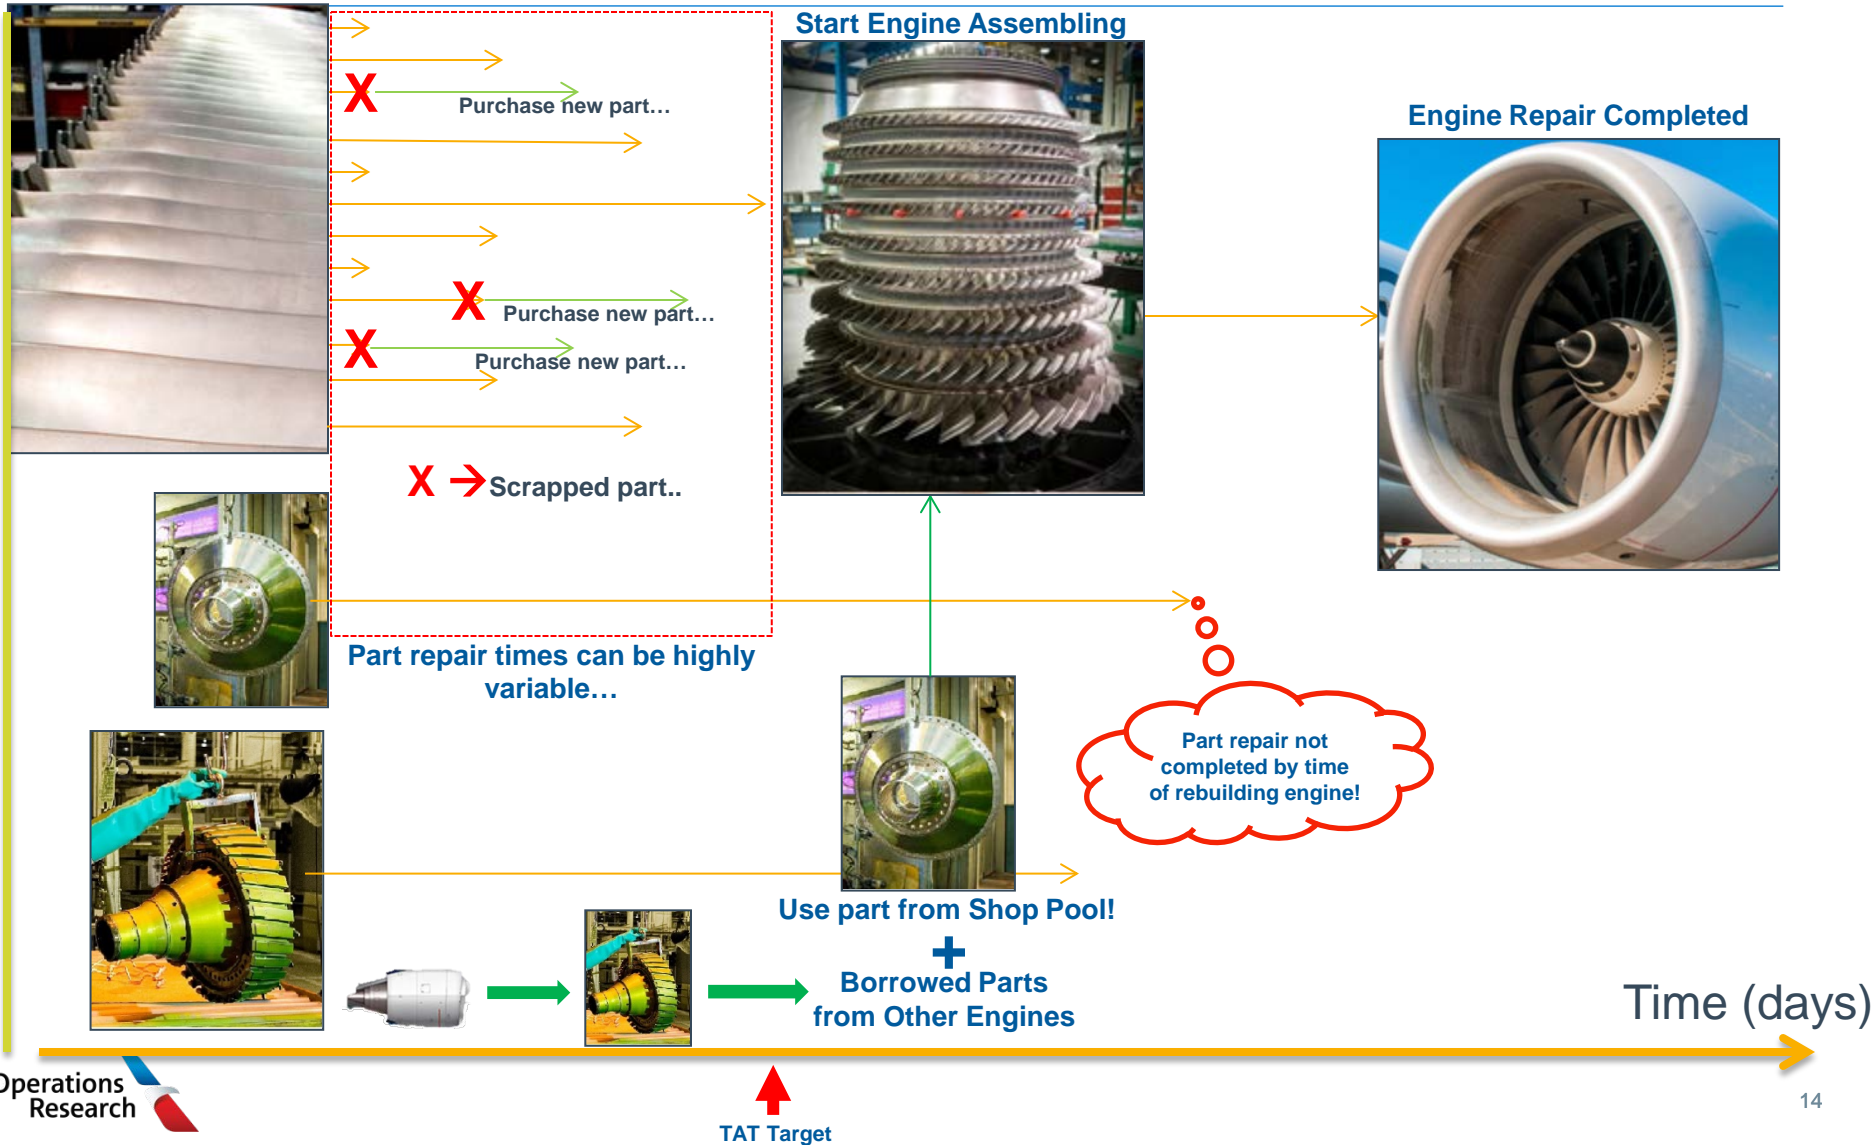 Start Engine Assembling
X
Purchase new part…
Engine Repair Completed
X
Purchase new part…
X
Purchase new part…
X → Scrapped part..
Part repair times can be highly
variable…
Part repair not
completed by time
of rebuilding engine!
Use part from Shop Pool!
+
Borrowed Parts
from Other Engines
Time (days)
Operations
Research
14
TAT Target